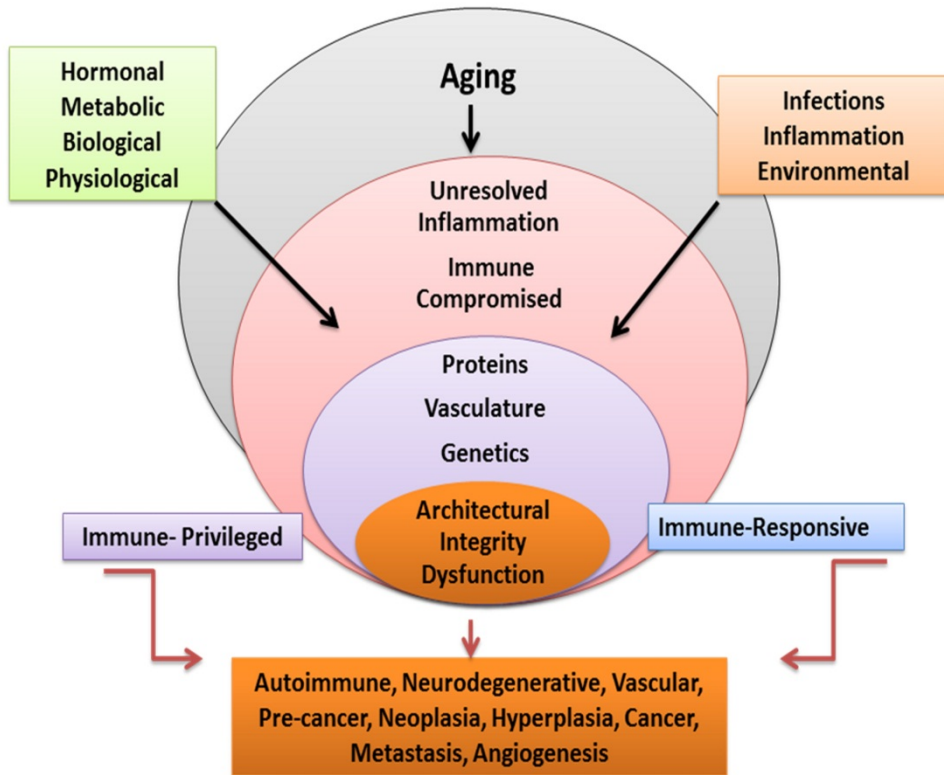 Hormonal
Metabolic
Biological
Physiological
Aging
Infections
Inflammation
Environmental
Unresolved
Inflammation
Immune
Compromised
Proteins
Vasculature
Genetics
Architectural
Integrity
Dysfunction
Immune- Privileged
Immune-Responsive
Autoimmune, Neurodegenerative, Vascular,
Pre-cancer, Neoplasia, Hyperplasia, Cancer,
Metastasis, Angiogenesis